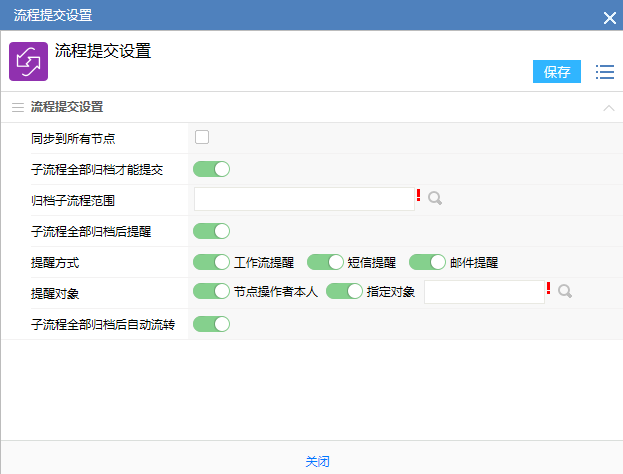 流程提交设置
流程提交设置
保存
流程提交设置
同步到所有节点
子流程全部归档才能提交
归档子流程范围 !
子流程全部归档后提醒
提醒方式 工作流提醒 短信提醒 邮件提醒
提醒对象 节点操作者本人 指定对象 !
子流程全部归档后自动流转
关闭